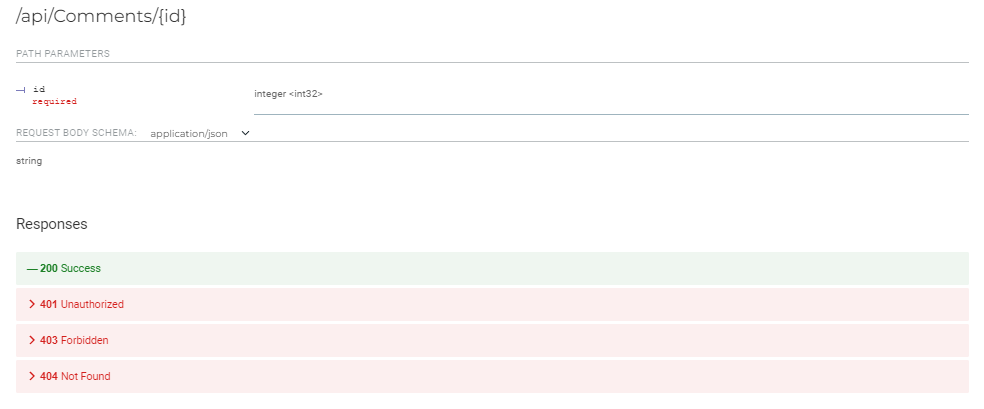 /api/Comments/{id}
PATH PARAMETERS
id
required
integer <int32>
REQUEST BODY SCHEMA: application/json
string
Responses
200 Success
401 Unauthorized
403 Forbidden
404 Not Found